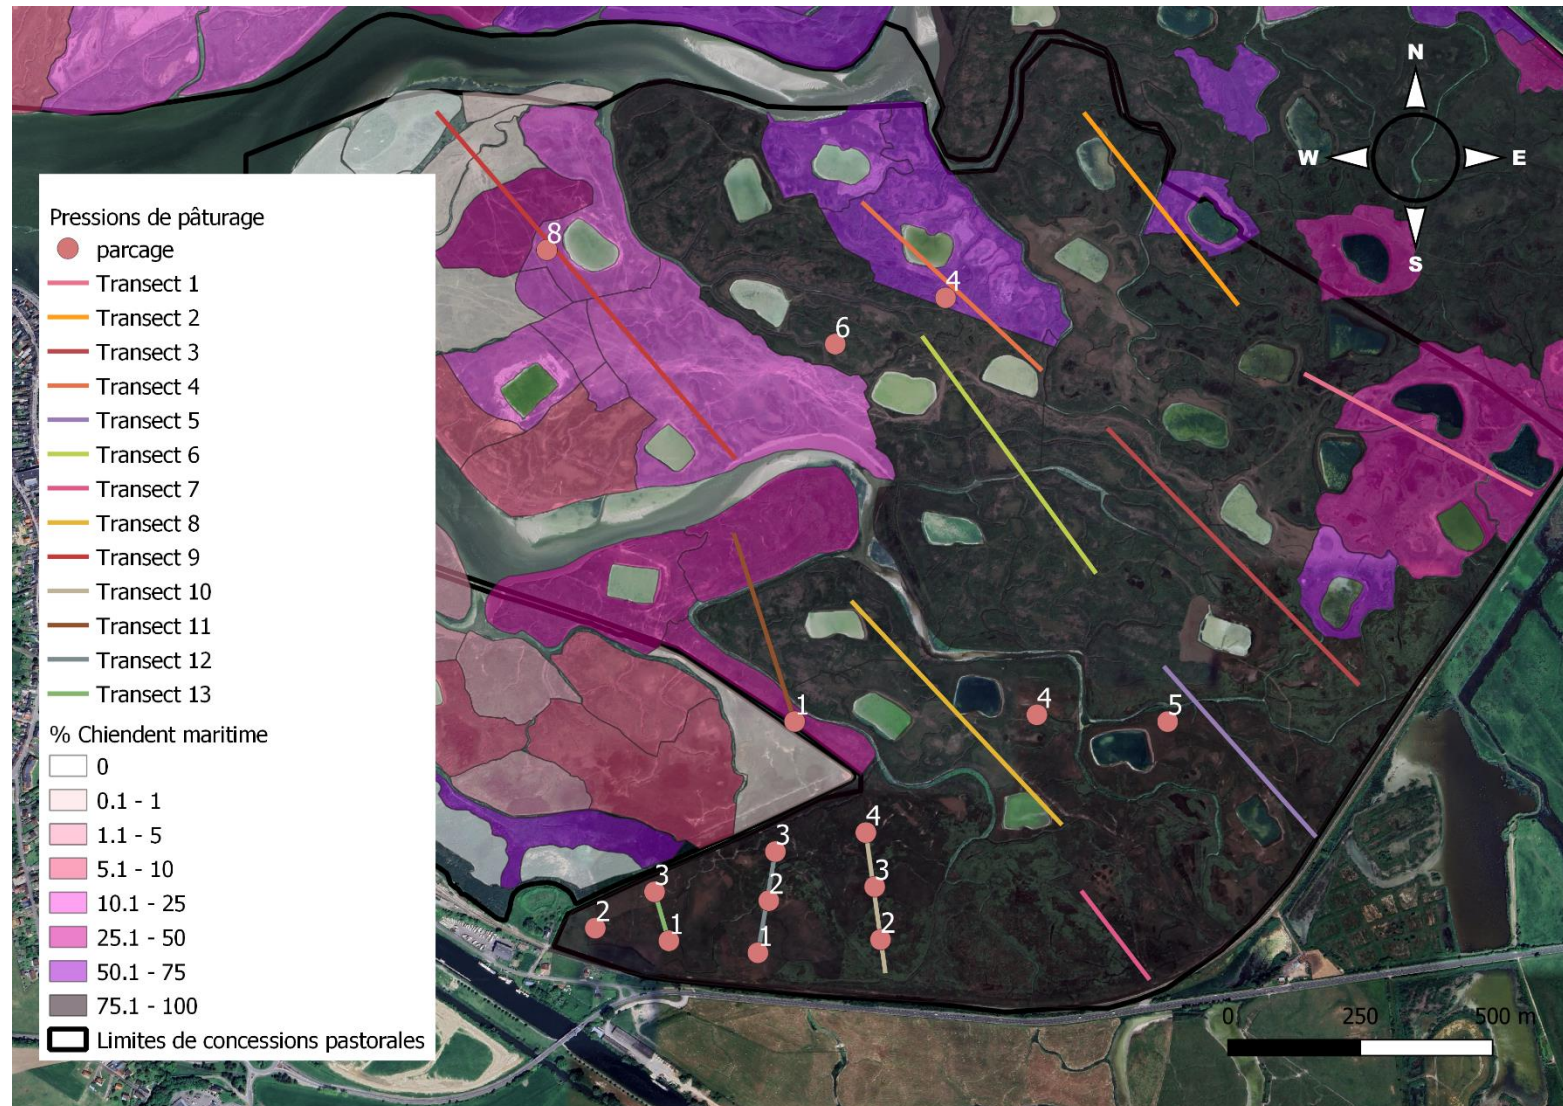 N
W E
S
Pressions de pâturage
parcage
Transect 1
Transect 2
Transect 3
Transect 4
Transect 5
Transect 6
Transect 7
Transect 8
Transect 9
Transect 10
Transect 11
Transect 12
Transect 13
% Chiendent maritime
0
0.1 - 1
1.1 - 5
5.1 - 10
10.1 - 25
25.1 - 50
50.1 - 75
75.1 - 100
Limites de concessions pastorales
8
4
6
1
4
5
4
3
3
2
3
2
1
2
1
2
0 250 500 m